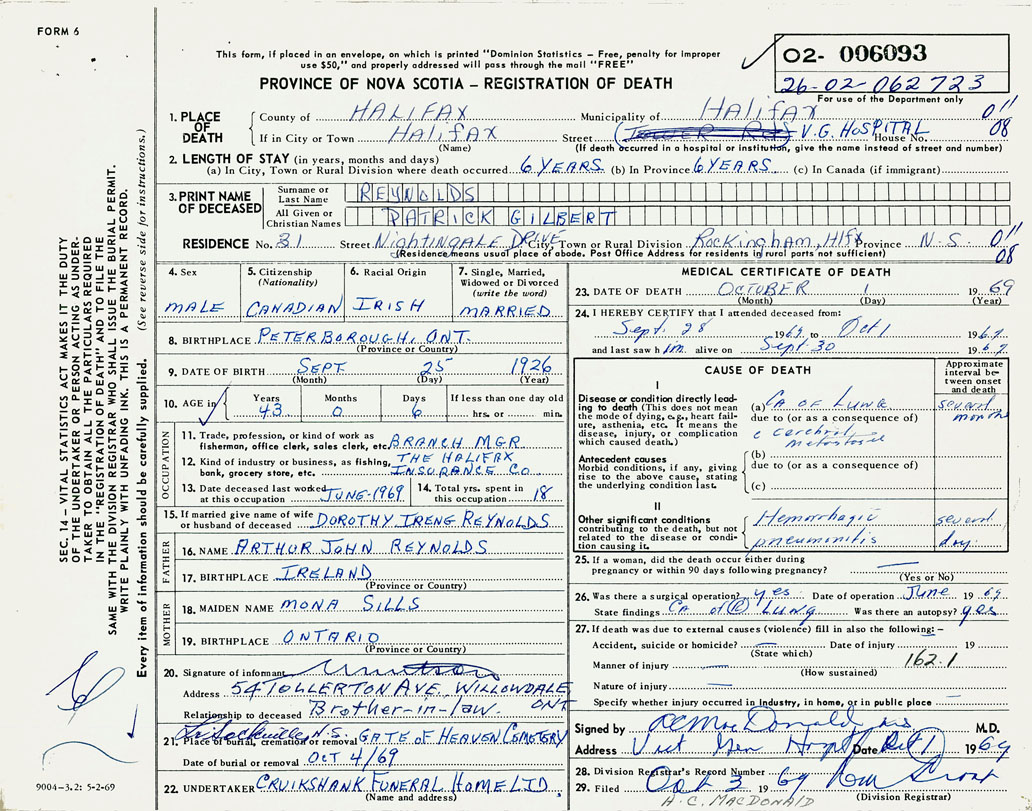 FORM 6
This form, if placed in an envelope, on which is printed "Dominion Statistics – Free, penalty for improper
use $50," and properly addressed will pass through the mail "FREE"
02- 006093
26-02-062723
For use of the Department only
PROVINCE OF NOVA SCOTIA – REGISTRATION OF DEATH
1. PLACE OF DEATH
County of HALIFAX Municipality of HALIFAX 011
If in City or Town HALIFAX Street V.G. HOSPITAL House No. 08
(Name) (If death occurred in a hospital or institution, give the name instead of street and number)
2. LENGTH OF STAY (in years, months and days)
(a) In City, Town or Rural Division where death occurred 6 YEARS (b) In Province 6 YEARS (c) In Canada (if immigrant)
3. PRINT NAME OF DECEASED
Surname or Last Name REYNOLDS
All Given or Christian Names PATRICK GILBERT
RESIDENCE No. 31 Street NIGHTINGALE DRIVE City, Town or Rural Division ROCKINGHAM, Hlfx Province N.S. 011
(Residence means usual place of abode. Post Office Address for residents in rural parts not sufficient) 08
4. Sex
MALE
5. Citizenship
(Nationality)
CANADIAN
6. Racial Origin
IRISH
7. Single, Married,
Widowed or Divorced
(write the word)
MARRIED
8. BIRTHPLACE PETERBOROUGH, ONT.
(Province or Country)
9. DATE OF BIRTH SEPT 25 1926
(Month) (Day) (Year)
10. AGE in
Years Months Days If less than one day old
43 0 6 hrs. or min.
OCCUPATION
11. Trade, profession, or kind of work as
fisherman, office clerk, sales clerk, etc. BRANCH MGR
12. Kind of industry or business, as fishing, THE HALIFAX
bank, grocery store, etc. INSURANCE CO
13. Date deceased last worked
at this occupation JUNE-1969
14. Total yrs. spent in
this occupation 18
15. If married give name of wife
or husband of deceased DOROTHY IRENE REYNOLDS
FATHER
16. NAME ARTHUR JOHN REYNOLDS
17. BIRTHPLACE IRELAND
(Province or Country)
MOTHER
18. MAIDEN NAME MONA SILLS
19. BIRTHPLACE ONTARIO
(Province or Country)
20. Signature of informant
Address 54 TOLLERTON AVE, WILLOWDALE ONT
Relationship to deceased Brother-in-law.
Lr. Sackville N.S.
21. Place of burial, cremation or removal GATE OF HEAVEN CEMETERY
Date of burial or removal OCT 4/69
22. UNDERTAKER CRUIKSHANK FUNERAL HOME LTD.
(Name and address)
MEDICAL CERTIFICATE OF DEATH
23. DATE OF DEATH OCTOBER 1 1969
(Month) (Day) (Year)
24. I HEREBY CERTIFY that I attended deceased from:
Sept. 28 1969 to Oct 1 1969
and last saw him alive on Sept. 30 1969
CAUSE OF DEATH
Approximate
interval be-
tween onset
and death
I
Disease or condition directly lead-
ing to death (This does not mean
the mode of dying, e.g., heart fail-
ure, asthenia, etc. It means the
disease, injury, or complication
which caused death.)
(a) Ca of Lung several months
due to (or as a consequence of)
c cerebral
metastases
Antecedent causes
Morbid conditions, if any, giving
rise to the above cause, stating
the underlying condition last.
(b)
due to (or as a consequence of)
(c)
II
Other significant conditions
contributing to the death, but not
related to the disease or condi-
tion causing it.
Hemorrhagic several
pneumonitis day.
25. If a woman, did the death occur either during
pregnancy or within 90 days following pregnancy? —
(Yes or No)
26. Was there a surgical operation? yes Date of operation June 1969
State findings Ca of Lung Was there an autopsy? yes
27. If death was due to external causes (violence) fill in also the following: –
Accident, suicide or homicide? — Date of injury 19
(State which)
162.1
Manner of injury —
(How sustained)
Nature of injury —
Specify whether injury occurred in Industry, in home, or in public place —
Signed by M.D.
Address Vict Gen Hospt Date Oct 1 1969
28. Division Registrar's Record Number
29. Filed Oct 3 1969
(Division Registrar)
H.C. MACDONALD
SEC. 14 – VITAL STATISTICS ACT MAKES IT THE DUTY
OF THE UNDERTAKER OR PERSON ACTING AS UNDER-
TAKER TO OBTAIN ALL THE PARTICULARS REQUIRED
IN THE "REGISTRATION OF DEATH" AND TO FILE THE
SAME WITH THE DIVISION REGISTRAR WHO SHALL ISSUE THE BURIAL PERMIT.
WRITE PLAINLY WITH UNFADING INK. THIS IS A PERMANENT RECORD.
Every item of information should be carefully supplied. (See reverse side for instructions.)
9004-3.2: 5-2-69